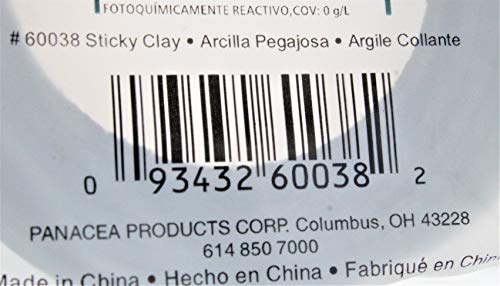 FOTOQUÍMICAMENTE REACTIVO,COV: 0 g/L
# 60038 Sticky Clay • Arcilla Pegajosa • Argile Collante
0 93432 60038 2
PANACEA PRODUCTS CORP. Columbus, OH 43228
614 850 7000
Made in China • Hecho en China • Fabriqué en Chine